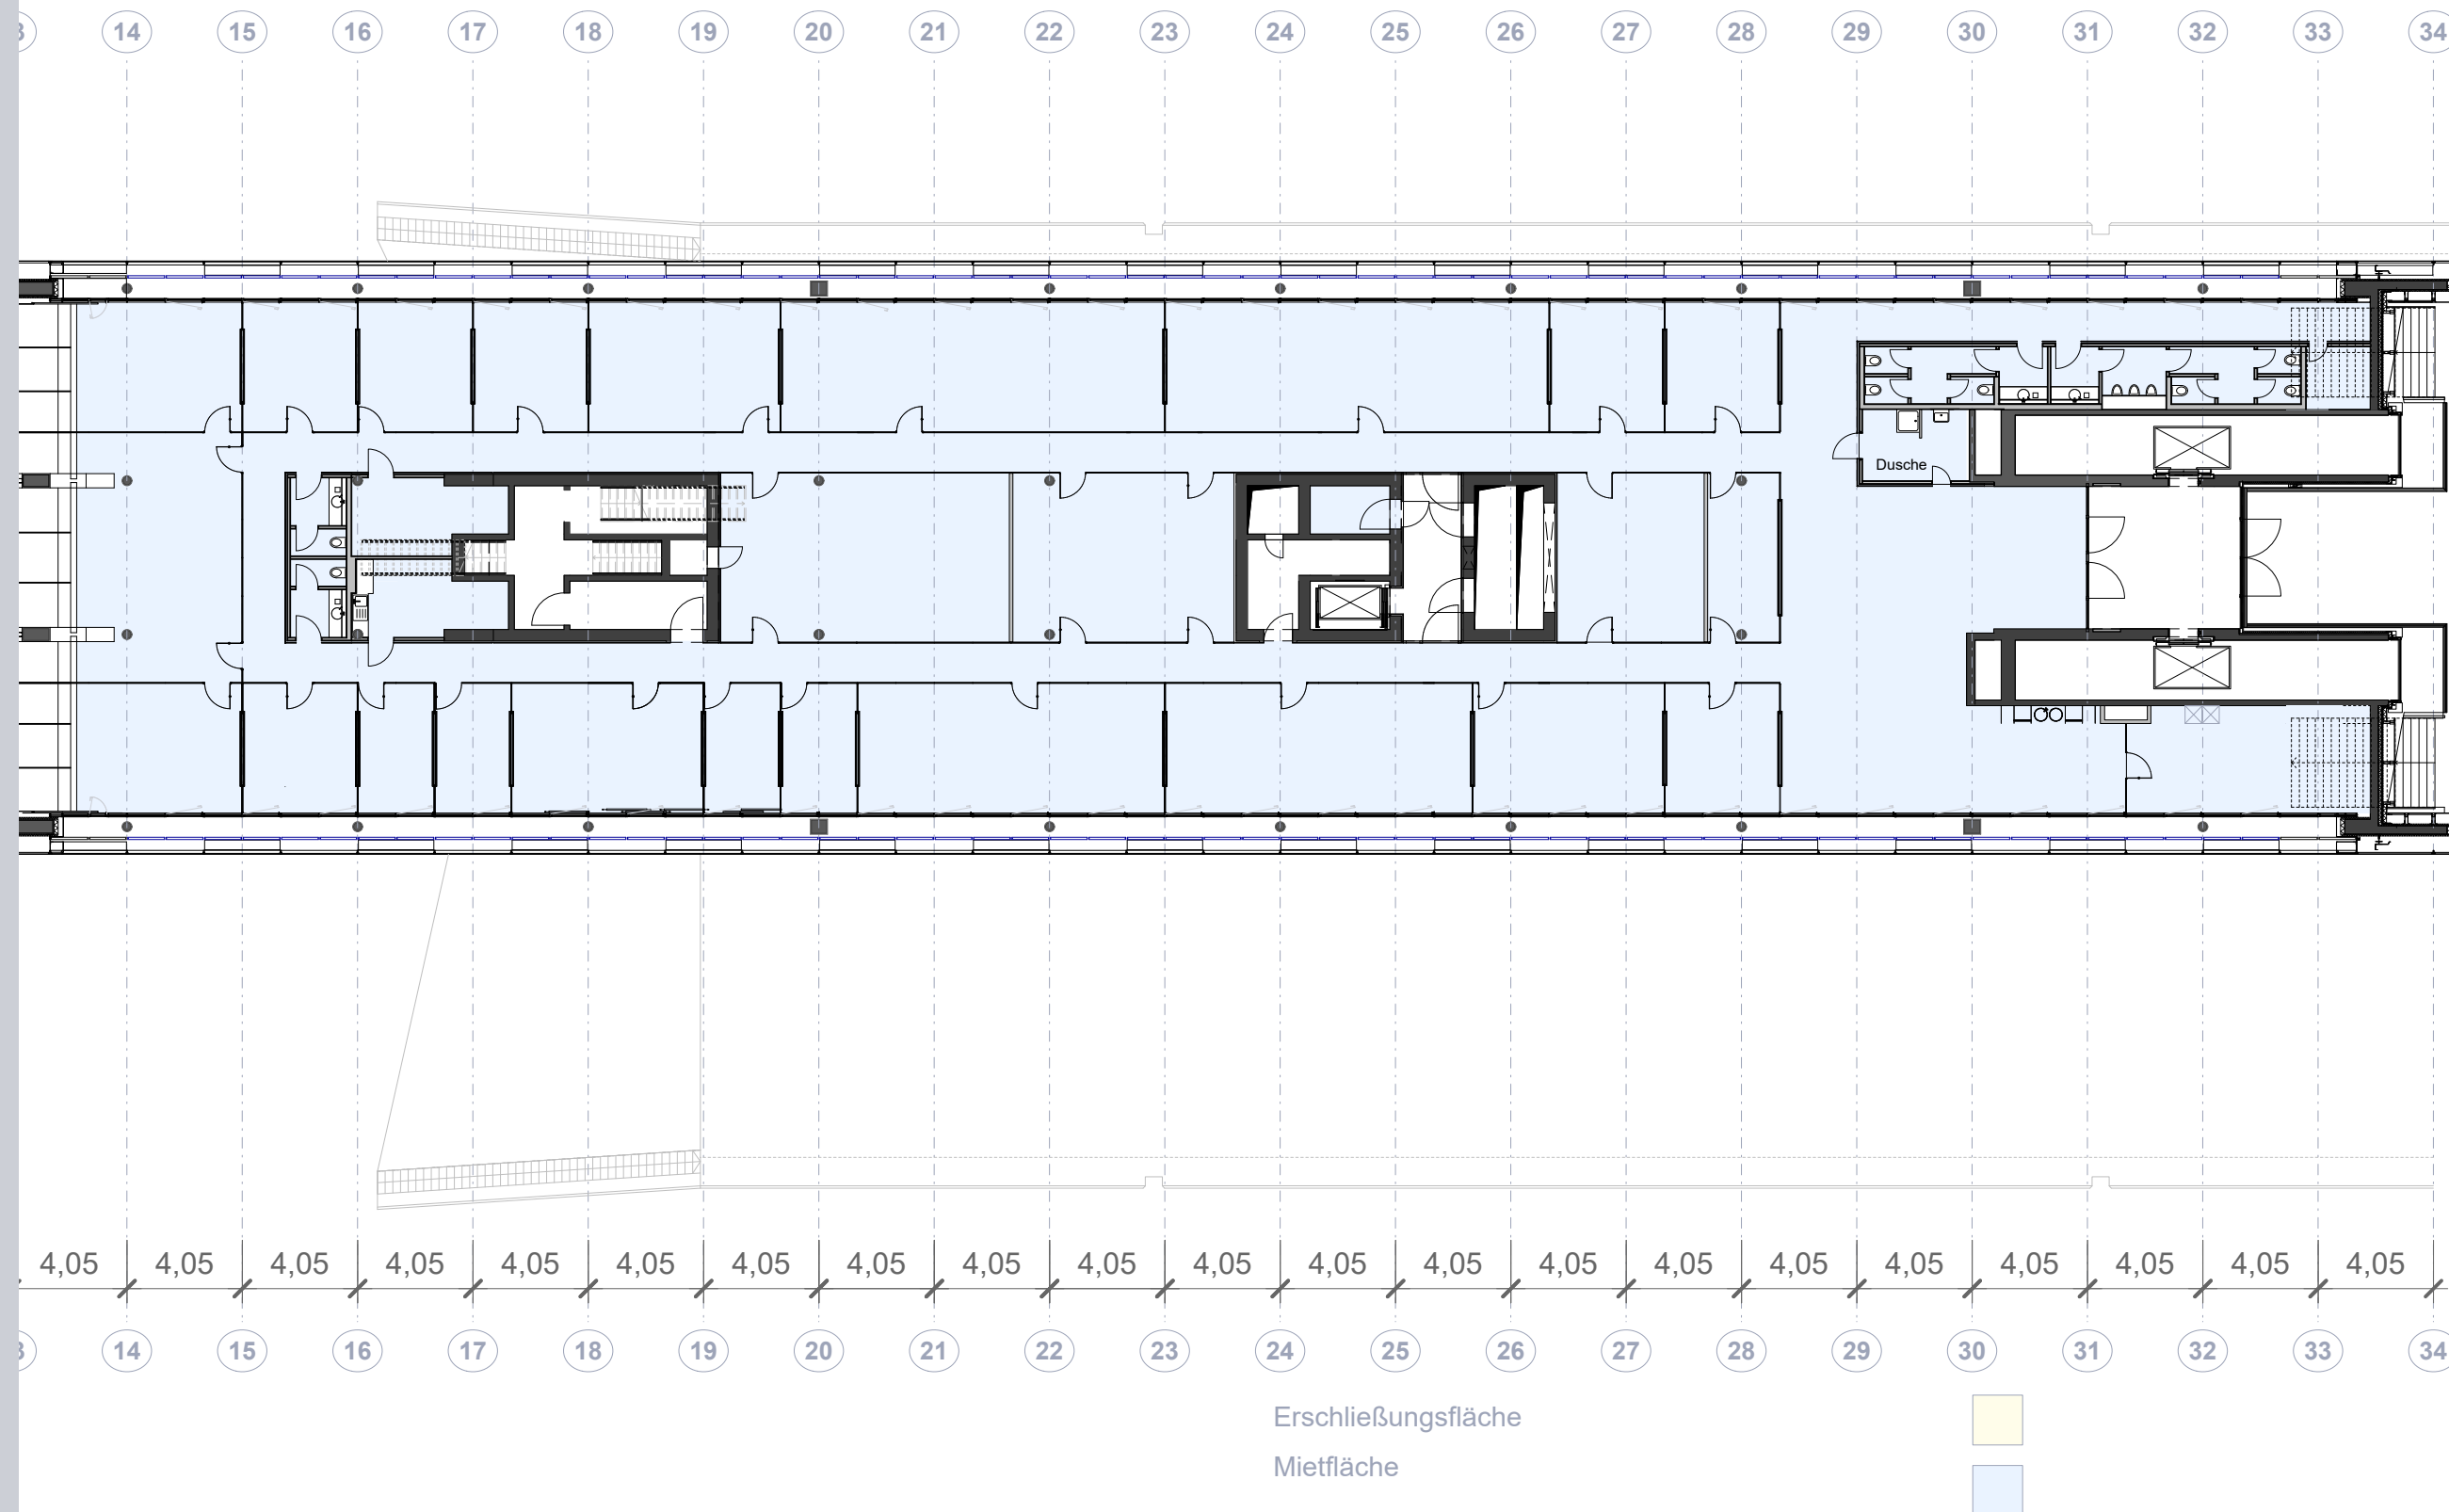 14 15 16 17 18 19 20 21 22 23 24 25 26 27 28 29 30 31 32 33 34
Dusche
4,05 4,05 4,05 4,05 4,05 4,05 4,05 4,05 4,05 4,05 4,05 4,05 4,05 4,05 4,05 4,05 4,05 4,05 4,05 4,05 4,05
14 15 16 17 18 19 20 21 22 23 24 25 26 27 28 29 30 31 32 33 34
Erschließungsfläche
Mietfläche